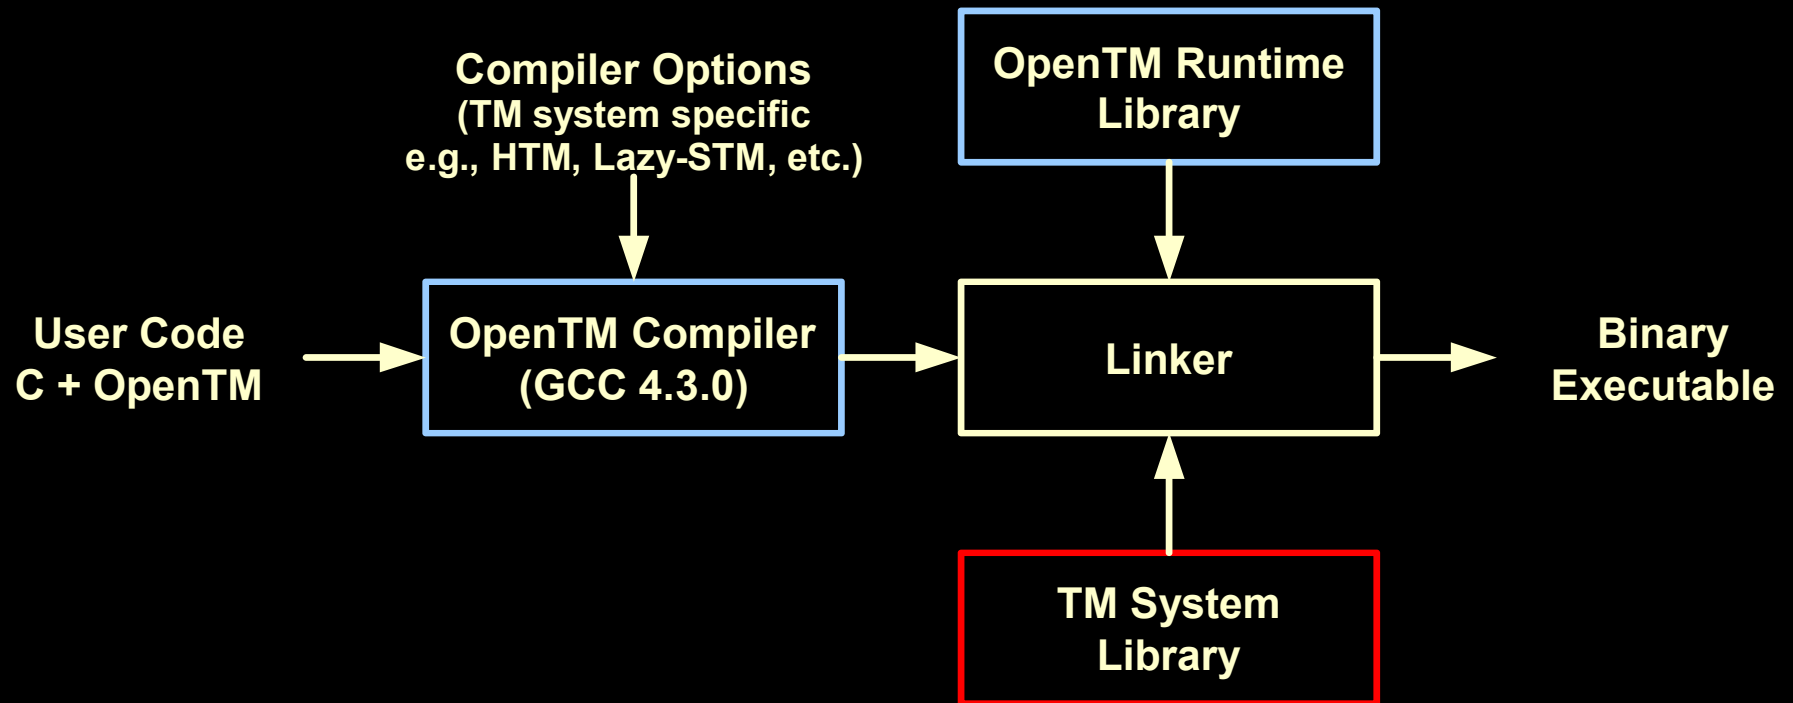 Compiler Options
(TM system specific
e.g., HTM, Lazy-STM, etc.)
OpenTM Runtime
Library
User Code
C + OpenTM
OpenTM Compiler
(GCC 4.3.0)
Linker
Binary
Executable
TM System
Library